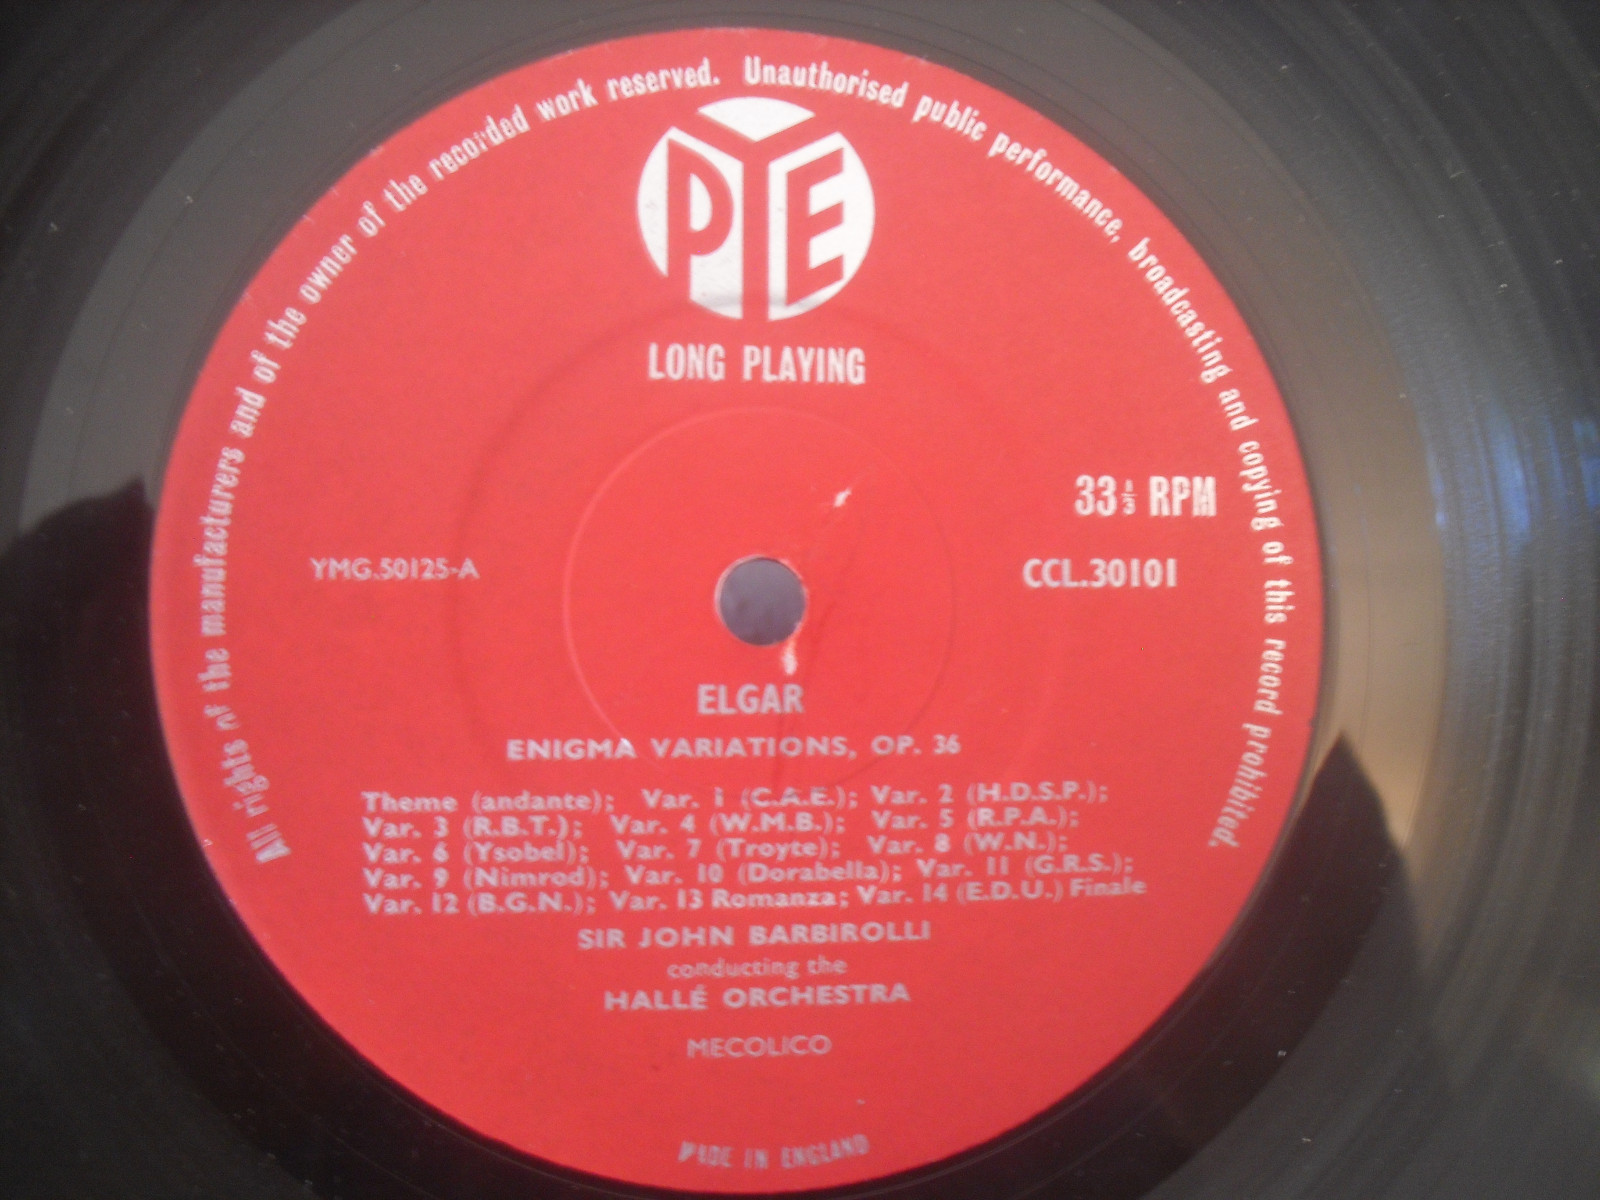 All rights of the manufacturers and of the owner of the recorded work reserved. Unauthorised public performance, broadcasting and copying of this record prohibited.
PYE
LONG PLAYING
33⅓ RPM
YMG.50125-A
CCL.30101
ELGAR
ENIGMA VARIATIONS, OP. 36
Theme (andante); Var. 1 (C.A.E.); Var. 2 (H.D.S.P.);
Var. 3 (R.B.T.); Var. 4 (W.M.B.); Var. 5 (R.P.A.);
Var. 6 (Ysobel); Var. 7 (Troyte); Var. 8 (W.N.);
Var. 9 (Nimrod); Var. 10 (Dorabella); Var. 11 (G.R.S.);
Var. 12 (B.G.N.); Var. 13 Romanza; Var. 14 (E.D.U.) Finale
SIR JOHN BARBIROLLI
conducting the
HALLÉ ORCHESTRA
MECOLICO
MADE IN ENGLAND